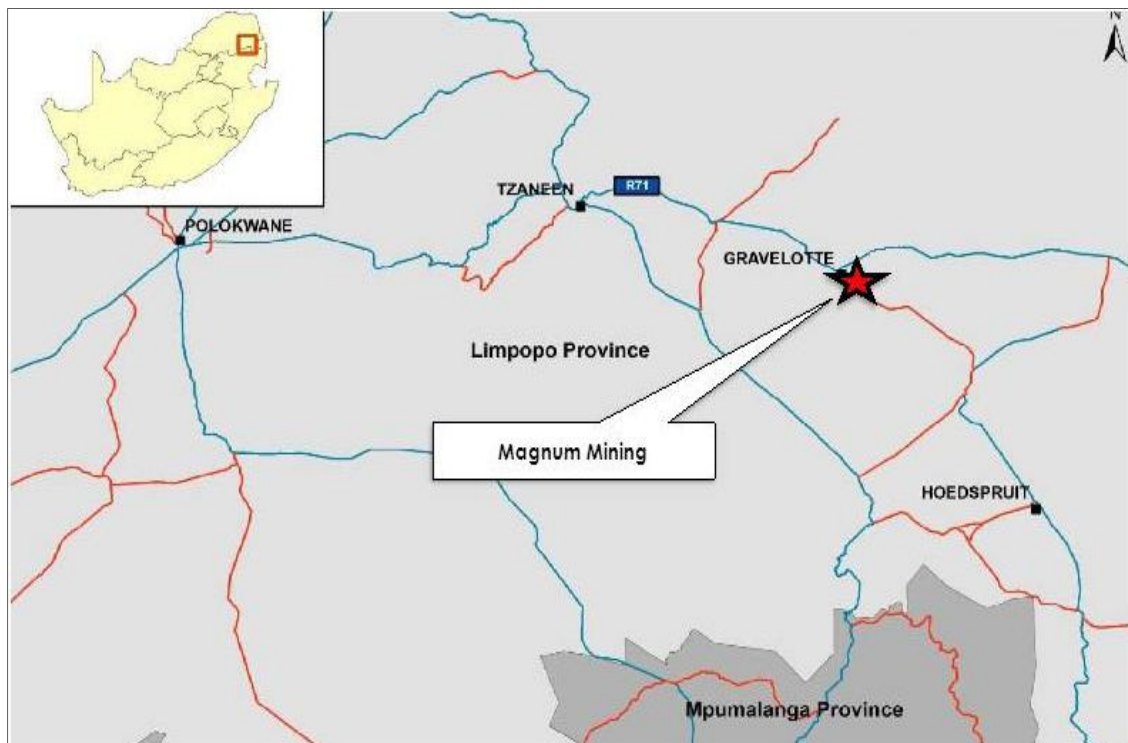 N
R71
TZANEEN
POLOKWANE
GRAVELOTTE
Limpopo Province
Magnum Mining
HOEDSPRUIT
Mpumalanga Province